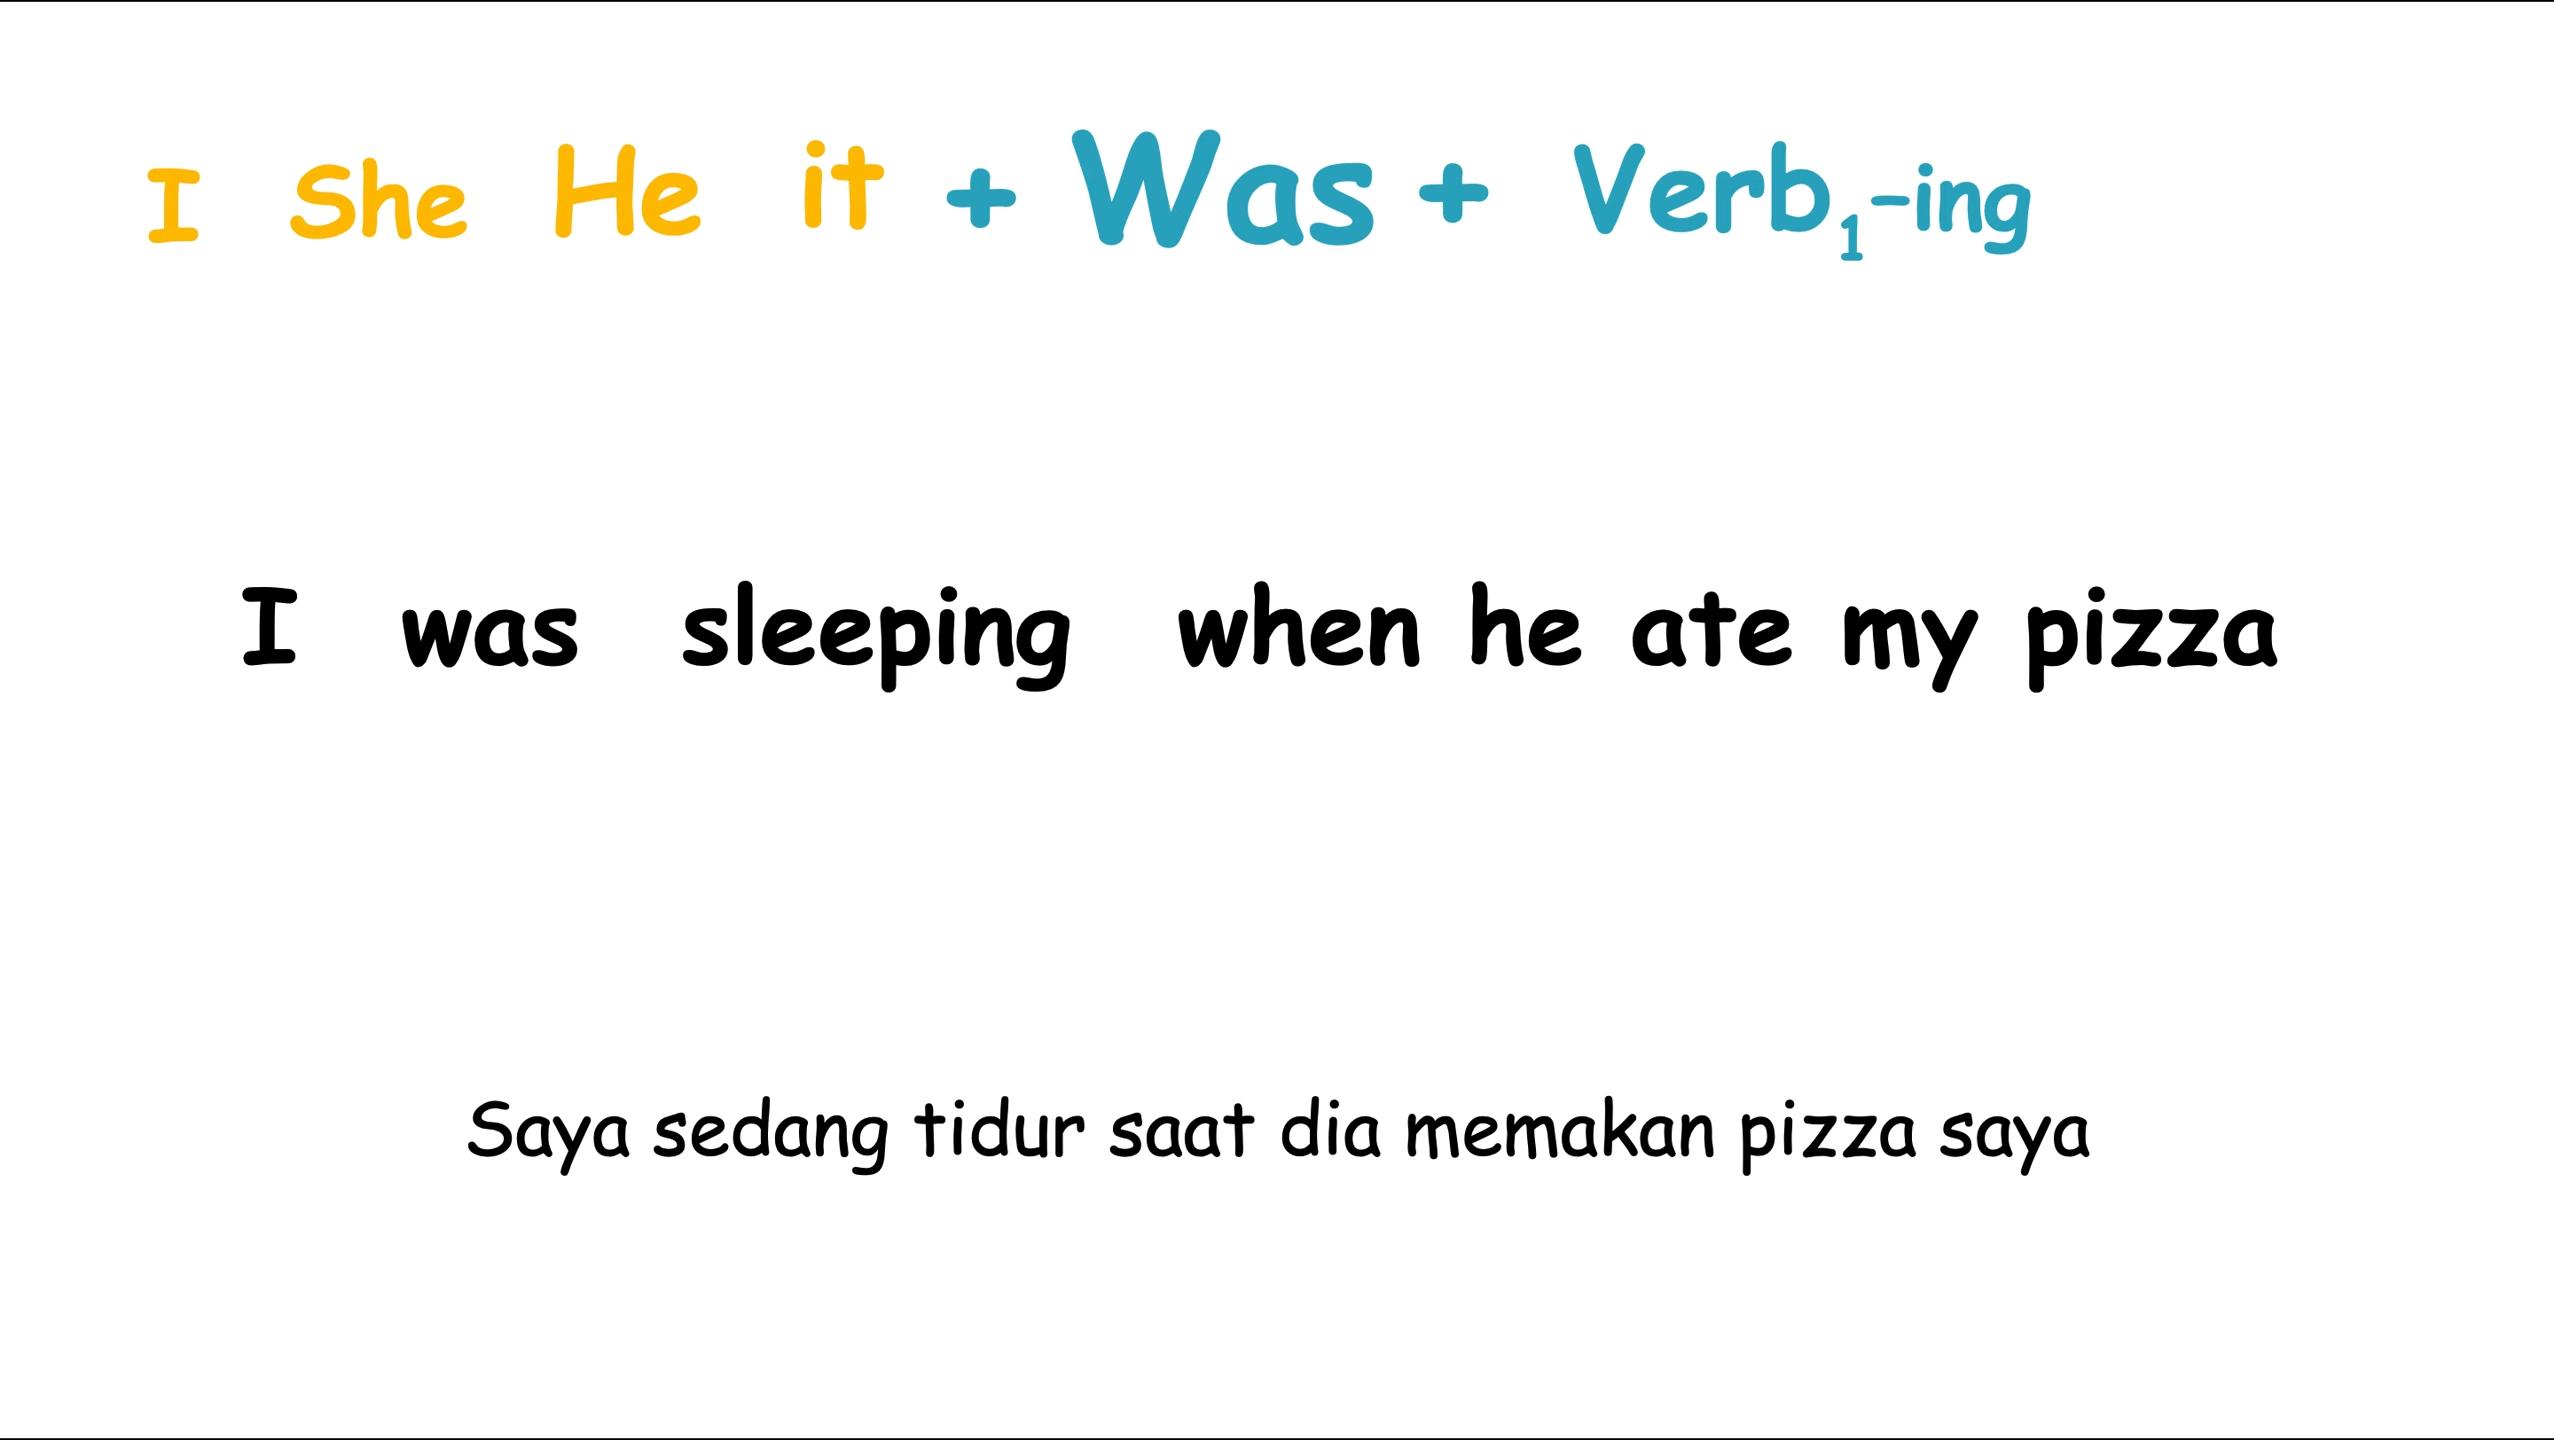 I She He it + Was + Verb₁-ing
I was sleeping when he ate my pizza
Saya sedang tidur saat dia memakan pizza saya